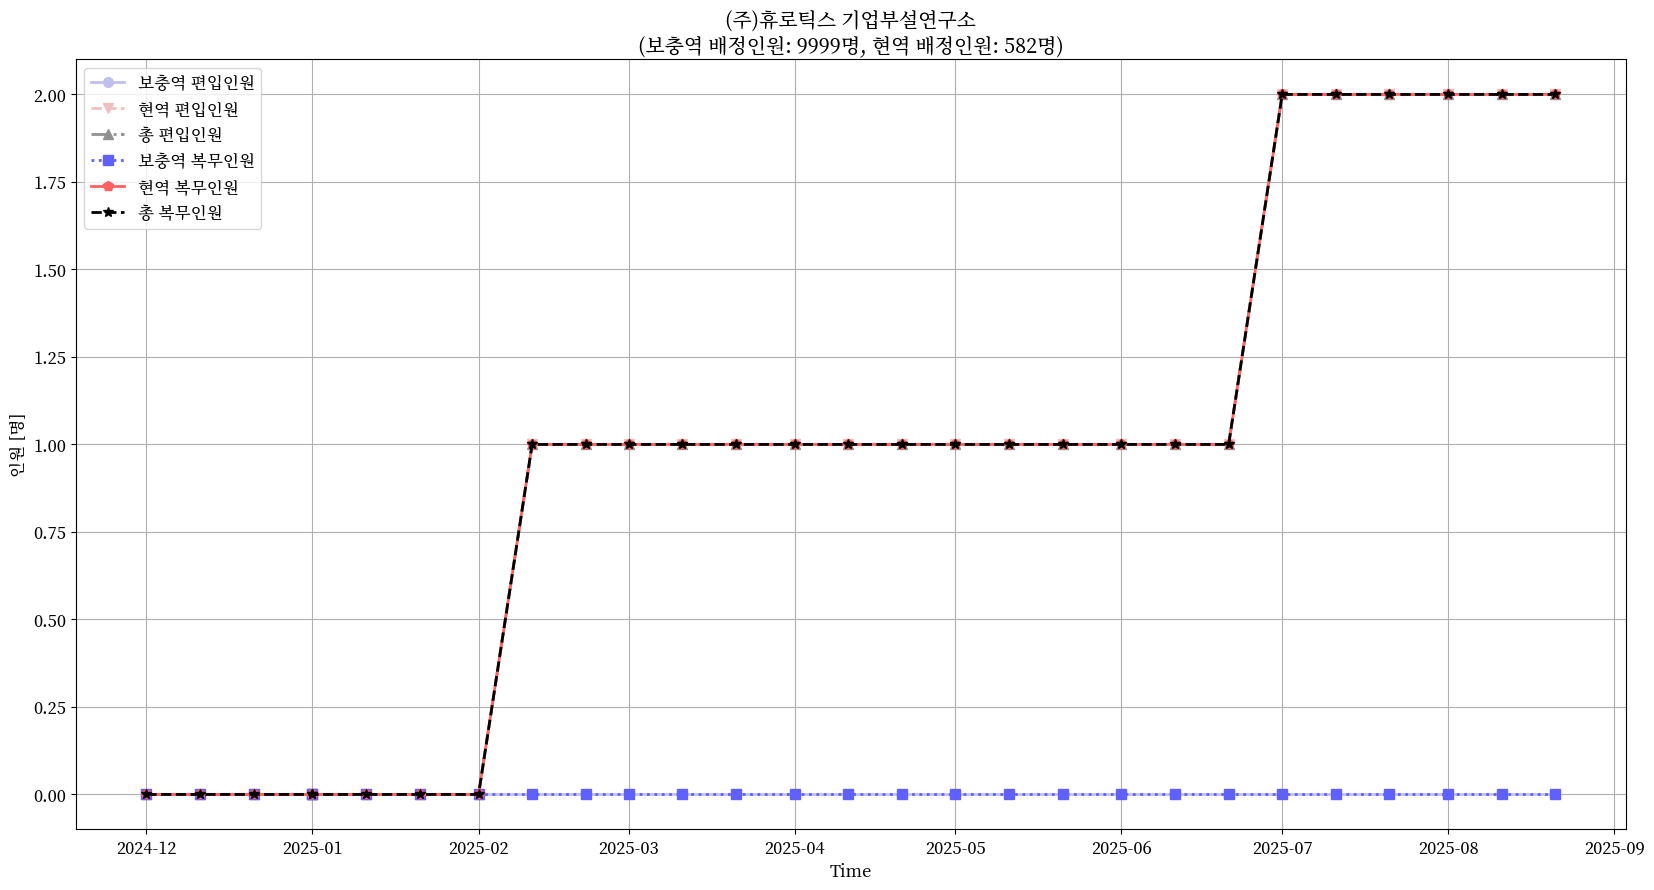 (주)휴로틱스 기업부설연구소
(보충역 배정인원: 9999명, 현역 배정인원: 582명)
보충역 편입인원
현역 편입인원
총 편입인원
보충역 복무인원
현역 복무인원
총 복무인원
2.00
1.75
1.50
1.25
1.00
0.75
0.50
0.25
0.00
인원 [명]
2024-12 2025-01 2025-02 2025-03 2025-04 2025-05 2025-06 2025-07 2025-08 2025-09
Time